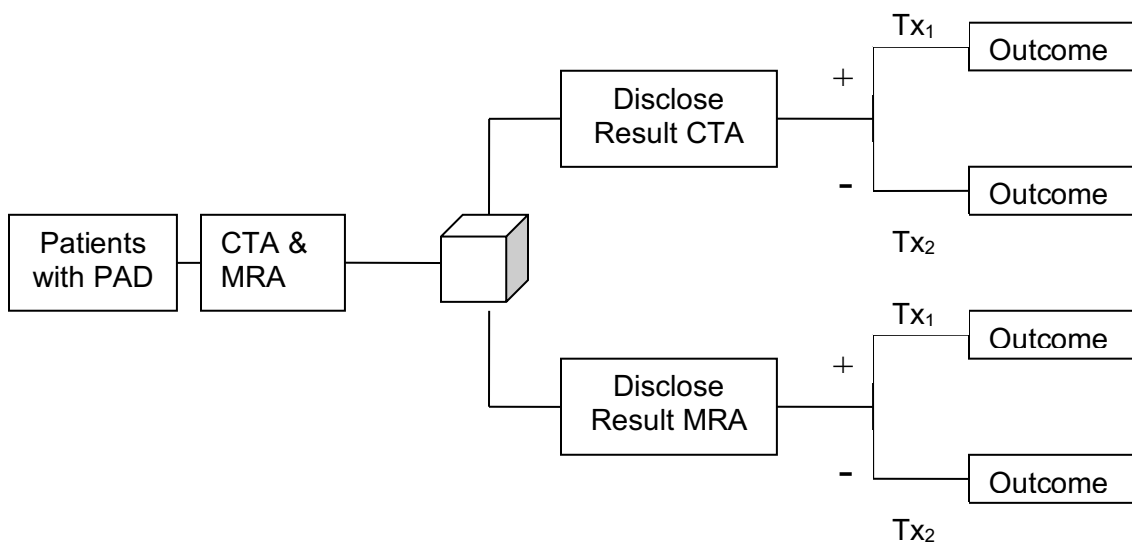 Patients
with PAD
CTA &
MRA
Disclose
Result CTA
+
-
Tx₁
Outcome
Outcome
Tx₂
Disclose
Result MRA
+
-
Tx₁
Outcome
Outcome
Tx₂